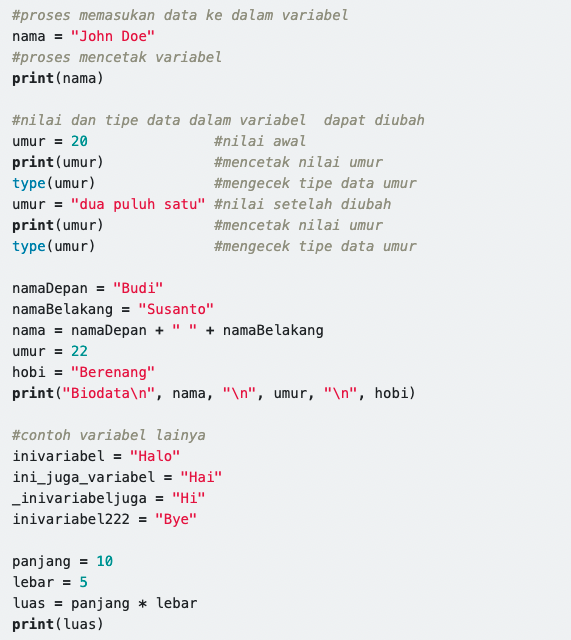 #proses memasukan data ke dalam variabel
nama = "John Doe"
#proses mencetak variabel
print(nama)

#nilai dan tipe data dalam variabel  dapat diubah
umur = 20               #nilai awal
print(umur)             #mencetak nilai umur
type(umur)              #mengecek tipe data umur
umur = "dua puluh satu" #nilai setelah diubah
print(umur)             #mencetak nilai umur
type(umur)              #mengecek tipe data umur

namaDepan = "Budi"
namaBelakang = "Susanto"
nama = namaDepan + " " + namaBelakang
umur = 22
hobi = "Berenang"
print("Biodata\n", nama, "\n", umur, "\n", hobi)

#contoh variabel lainya
inivariabel = "Halo"
ini_juga_variabel = "Hai"
_inivariabeljuga = "Hi"
inivariabel222 = "Bye"

panjang = 10
lebar = 5
luas = panjang * lebar
print(luas)